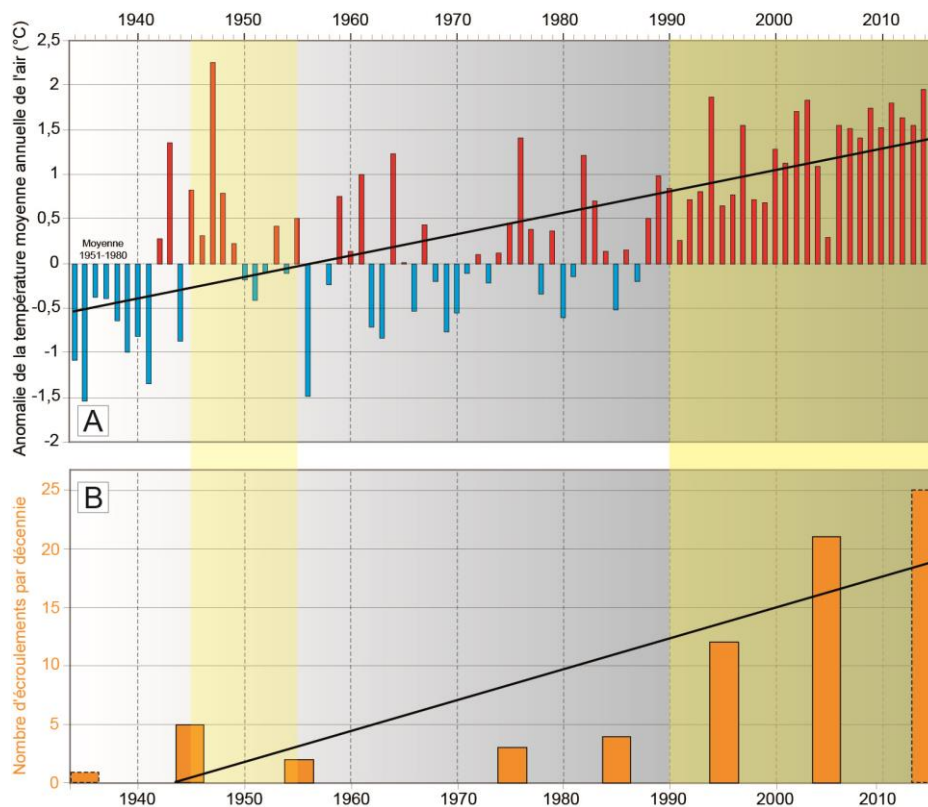 1940 1950 1960 1970 1980 1990 2000 2010
Anomalie de la température moyenne annuelle de l'air (°C)
2,5
2
1,5
1
0,5
0
-0,5
-1
-1,5
-2
Moyenne
1951-1980
A
Nombre d'écroulements par décennie
25
20
15
10
5
0
B
1940 1950 1960 1970 1980 1990 2000 2010